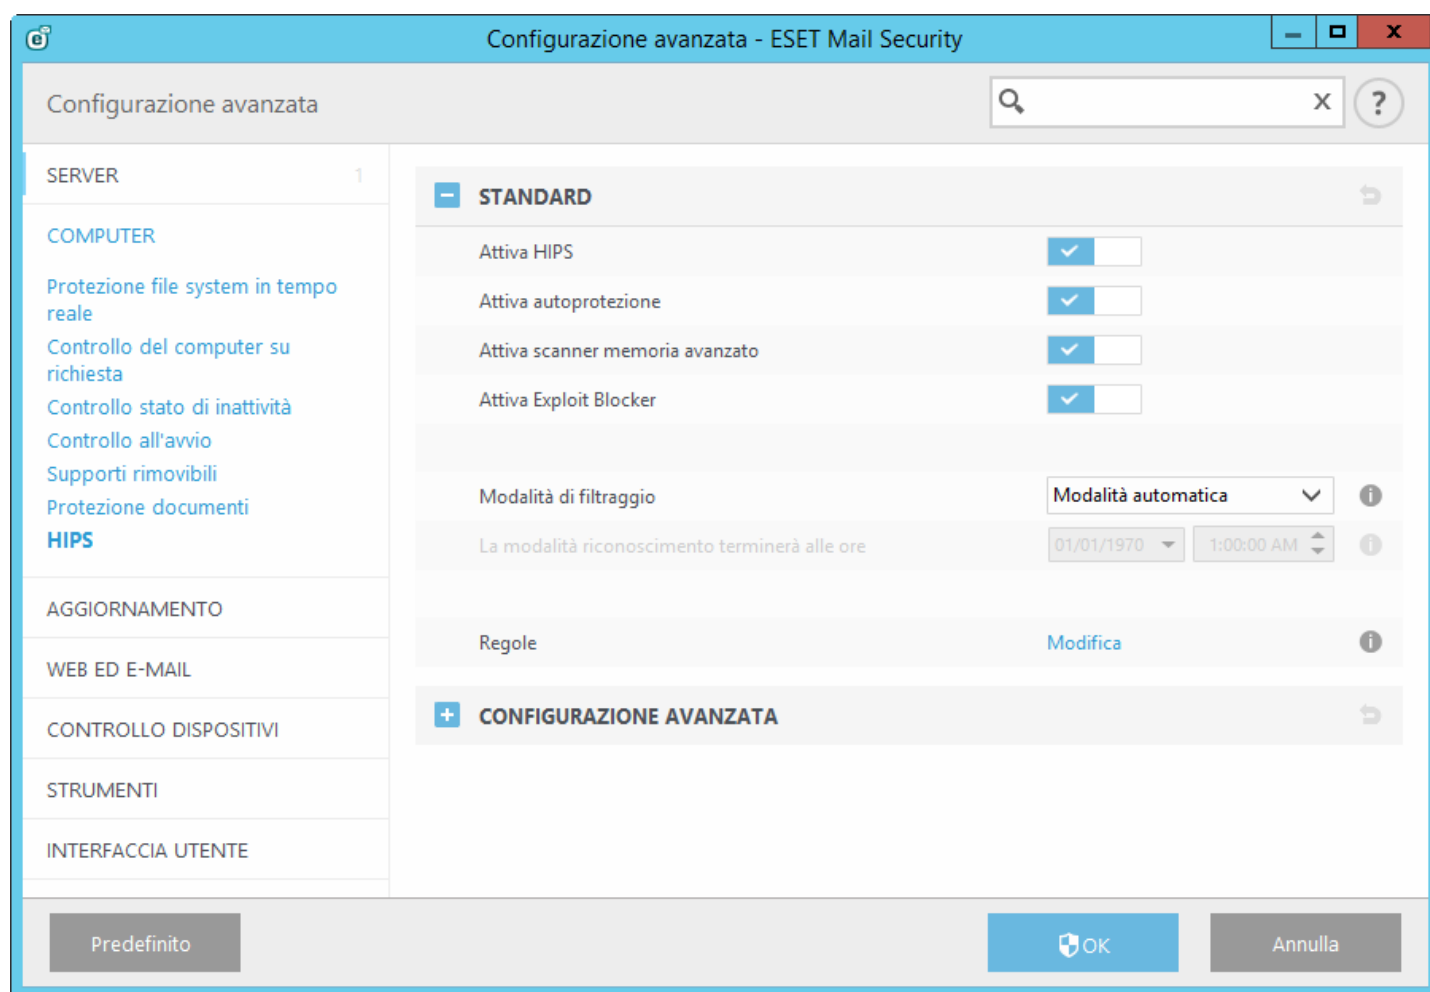 Configurazione avanzata - ESET Mail Security
Configurazione avanzata
SERVER 1
COMPUTER
Protezione file system in tempo
reale
Controllo del computer su
richiesta
Controllo stato di inattività
Controllo all'avvio
Supporti rimovibili
Protezione documenti
HIPS
AGGIORNAMENTO
WEB ED E-MAIL
CONTROLLO DISPOSITIVI
STRUMENTI
INTERFACCIA UTENTE
STANDARD
Attiva HIPS
Attiva autoprotezione
Attiva scanner memoria avanzato
Attiva Exploit Blocker
Modalità di filtraggio Modalità automatica
La modalità riconoscimento terminerà alle ore 01/01/1970 1:00:00 AM
Regole Modifica
CONFIGURAZIONE AVANZATA
Predefinito OK Annulla